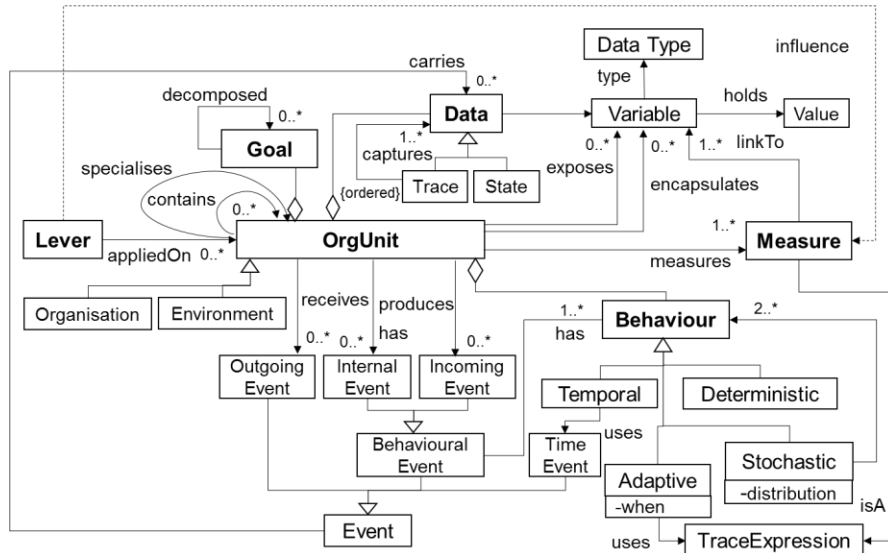 carries
Data Type
influence
0..*
type
decomposed
0..*
Data
Variable
holds
Value
Goal
1..*
captures
0..*
0..*
1..*
linkTo
specialises
exposes
contains
{ordered}
Trace
State
encapsulates
0..*
Lever
OrgUnit
1..*
Measure
appliedOn
0..*
measures
Organisation
Environment
receives
produces
has
1..*
has
Behaviour
2..*
0..*
0..*
0..*
Outgoing
Event
Internal
Event
Incoming
Event
Temporal
Deterministic
Behavioural
Event
Time
Event
uses
Adaptive
-when
Stochastic
-distribution
isA
Event
uses
TraceExpression